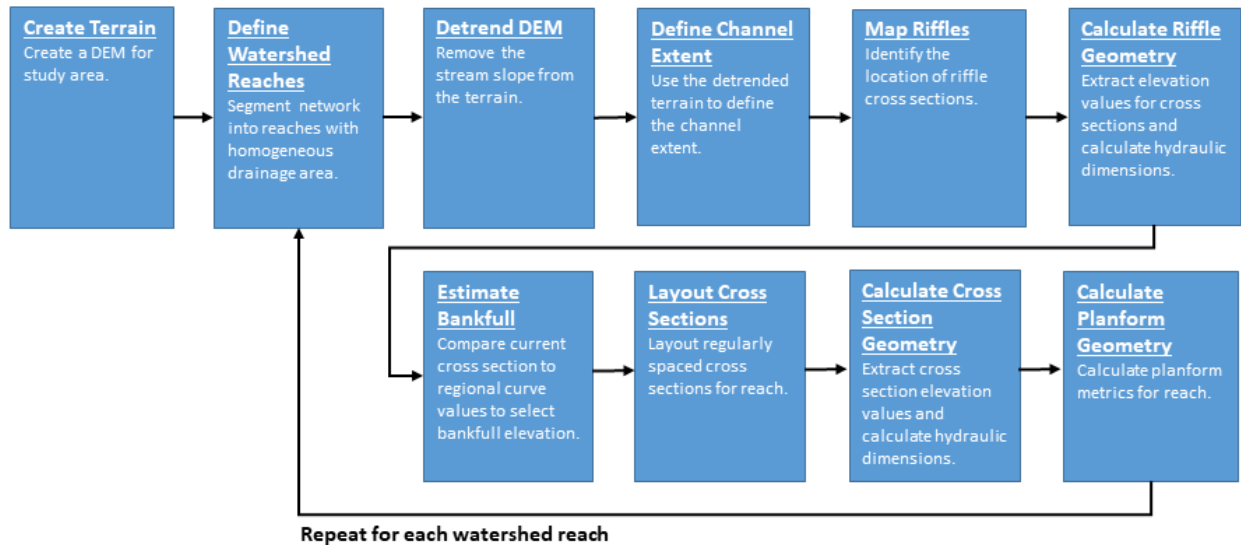 Create Terrain
Create a DEM for
study area.
Define
Watershed
Reaches
Segment network
into reaches with
homogeneous
drainage area.
Detrend DEM
Remove the
stream slope from
the terrain.
Define Channel
Extent
Use the detrended
terrain to define
the channel
extent.
Map Riffles
Identify the
location of riffle
cross sections.
Calculate Riffle
Geometry
Extract elevation
values for cross
sections and
calculate hydraulic
dimensions.
Estimate
Bankfull
Compare current
cross section to
regional curve
values to select
bankfull elevation.
Layout Cross
Sections
Layout regularly
spaced cross
sections for reach.
Calculate Cross
Section
Geometry
Extract cross
section elevation
values and
calculate hydraulic
dimensions.
Calculate
Planform
Geometry
Calculate planform
metrics for reach.
Repeat for each watershed reach